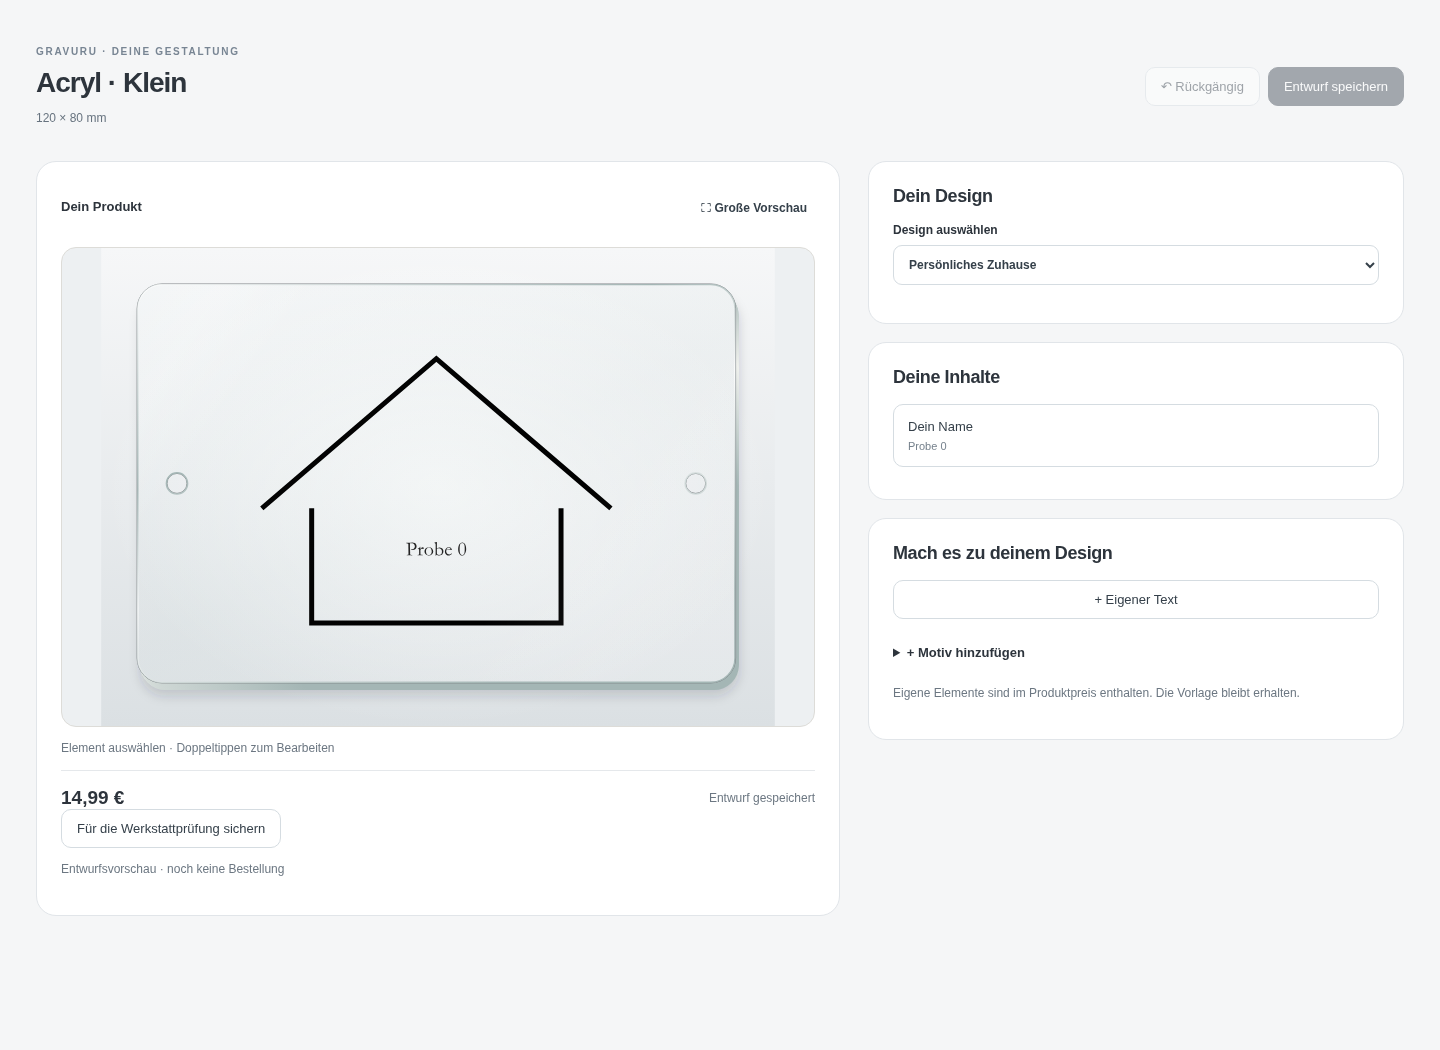 GRAVURU · DEINE GESTALTUNG
Acryl · Klein
120 × 80 mm
↶ Rückgängig
Entwurf speichern
Dein Produkt
⛶ Große Vorschau
Probe 0
Element auswählen · Doppeltippen zum Bearbeiten
14,99 €
Entwurf gespeichert
Für die Werkstattprüfung sichern
Entwurfsvorschau · noch keine Bestellung
Dein Design
Design auswählen
Persönliches Zuhause
Deine Inhalte
Dein Name
Probe 0
Mach es zu deinem Design
+ Eigener Text
▶ + Motiv hinzufügen
Eigene Elemente sind im Produktpreis enthalten. Die Vorlage bleibt erhalten.